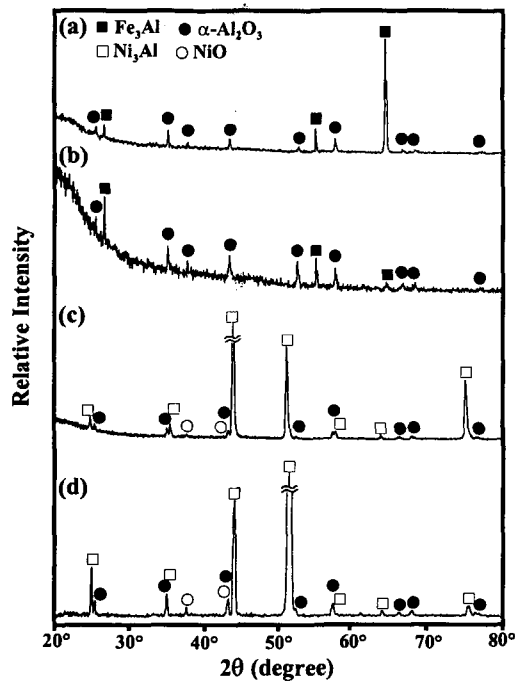 (a) ■ Fe₃Al ● α-Al₂O₃
□ Ni₃Al ○ NiO
(b)
(c)
(d)
Relative Intensity
20° 30° 40° 50° 60° 70° 80°
2θ (degree)